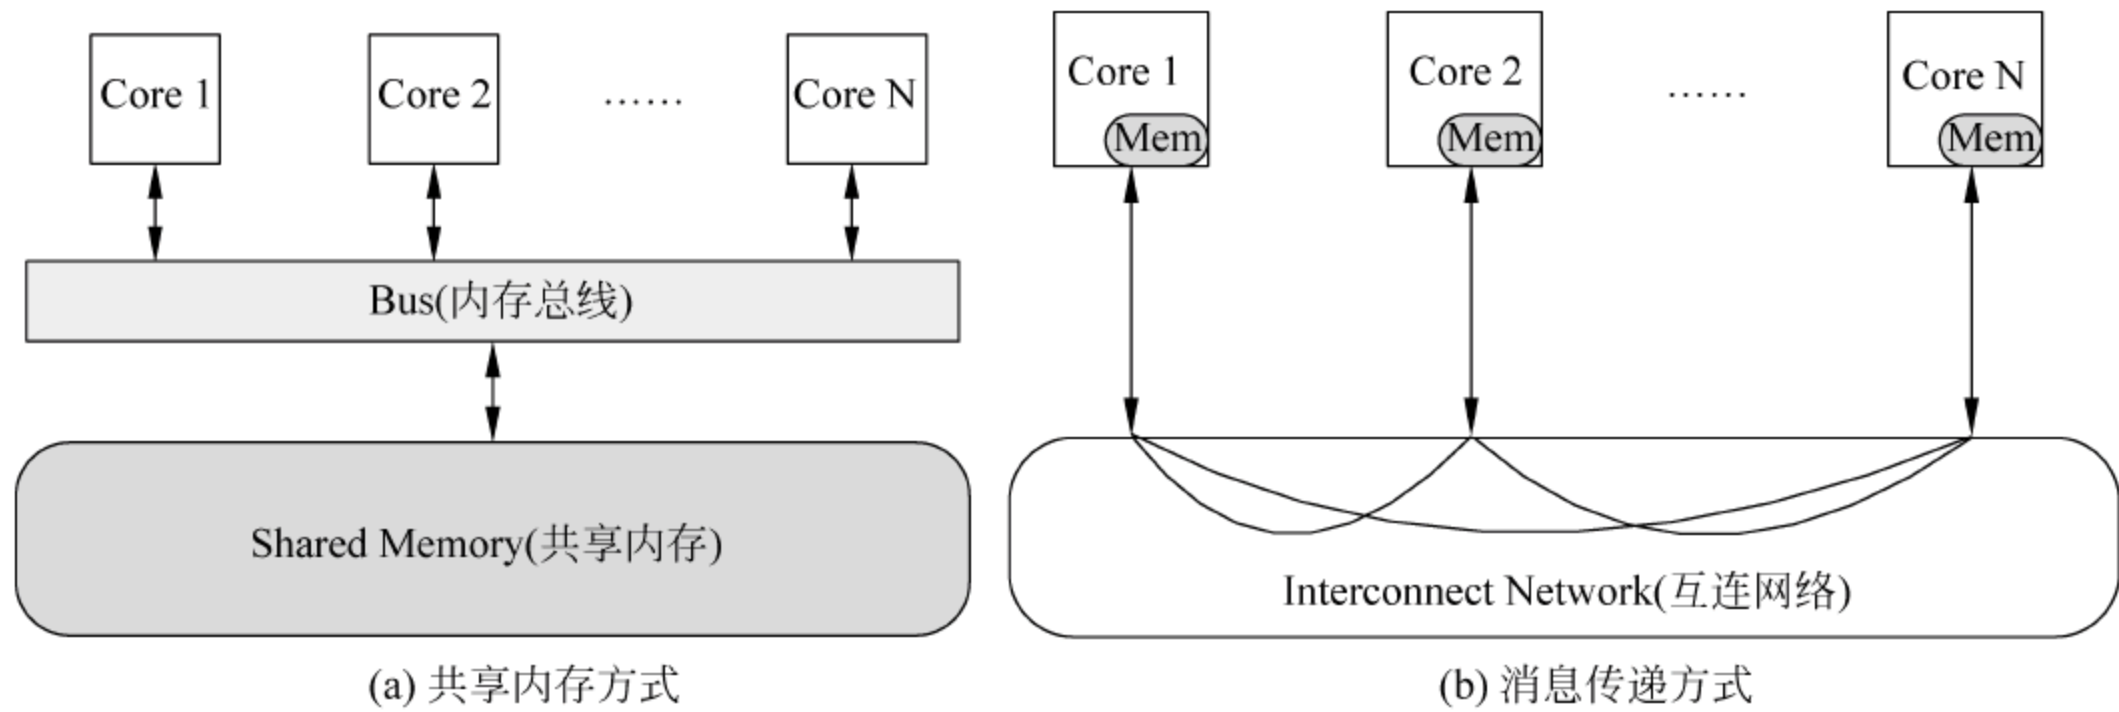 Core 1
Core 2
……
Core N
Bus(内存总线)
Shared Memory(共享内存)
(a) 共享内存方式
Core 1
Mem
Core 2
Mem
……
Core N
Mem
Interconnect Network(互连网络)
(b) 消息传递方式